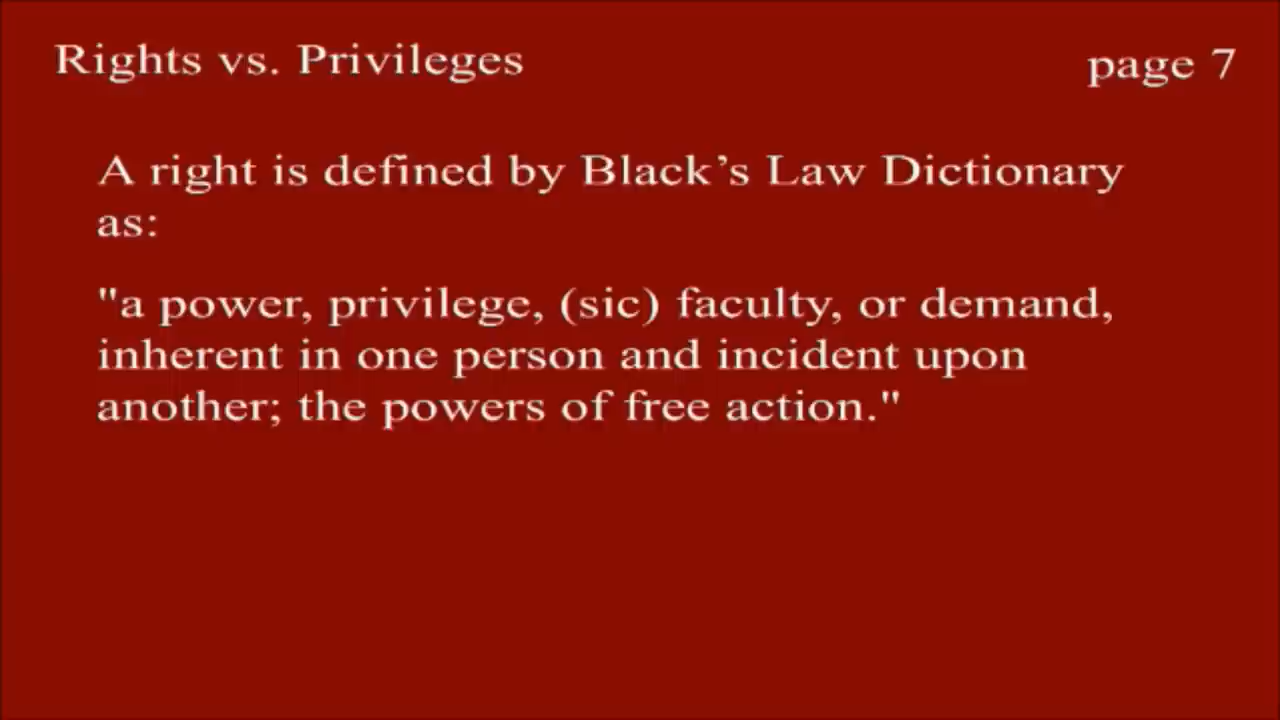 Rights vs. Privileges
page 7
A right is defined by Black’s Law Dictionary
as:
"a power, privilege, (sic) faculty, or demand,
inherent in one person and incident upon
another; the powers of free action."